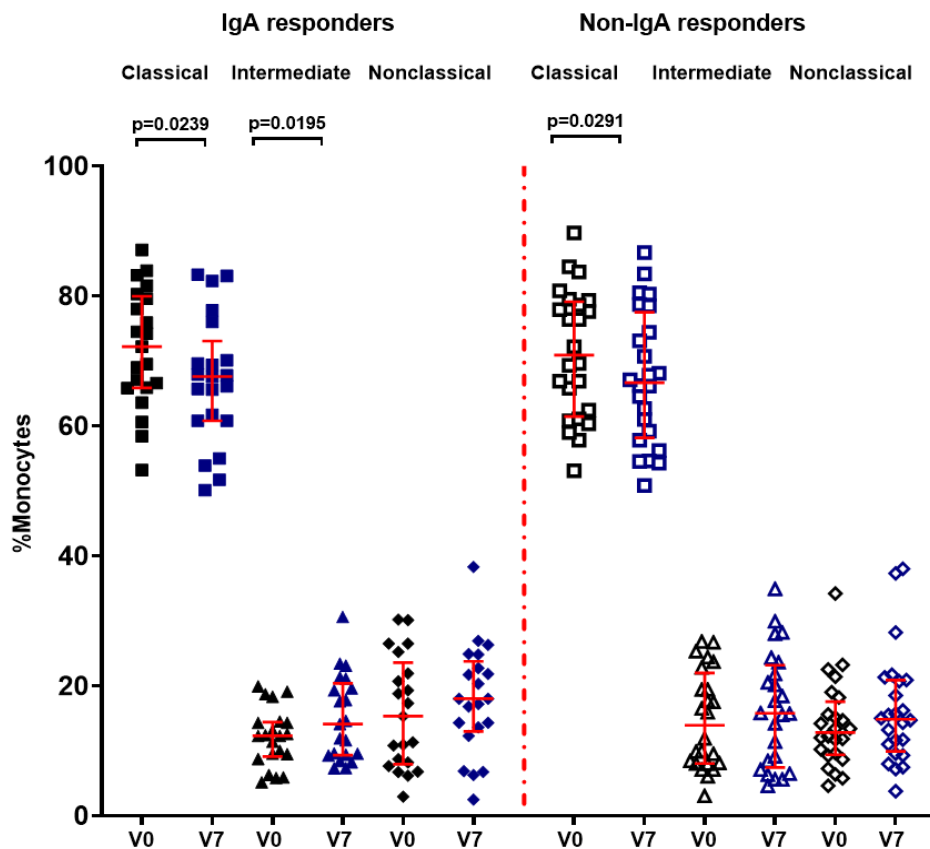 IgA responders Non-IgA responders
Classical Intermediate Nonclassical Classical Intermediate Nonclassical
p=0.0239 p=0.0195 p=0.0291
100
80
60
40
20
0
%Monocytes
V0 V7 V0 V7 V0 V7 V0 V7 V0 V7 V0 V7